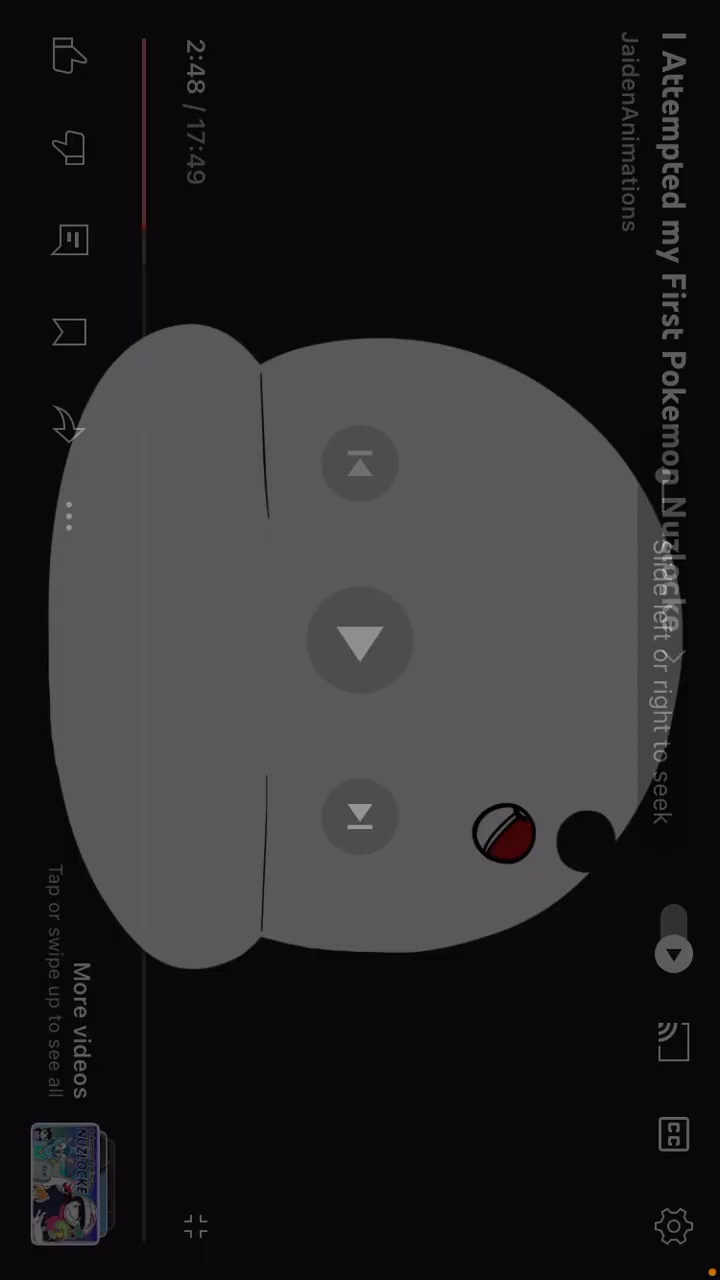 I Attempted my First Pokemon Nuzlocke
JaidenAnimations
Slide left or right to seek
CC
2:48 / 17:49
More videos
Tap or swipe up to see all
NUZLOCKE